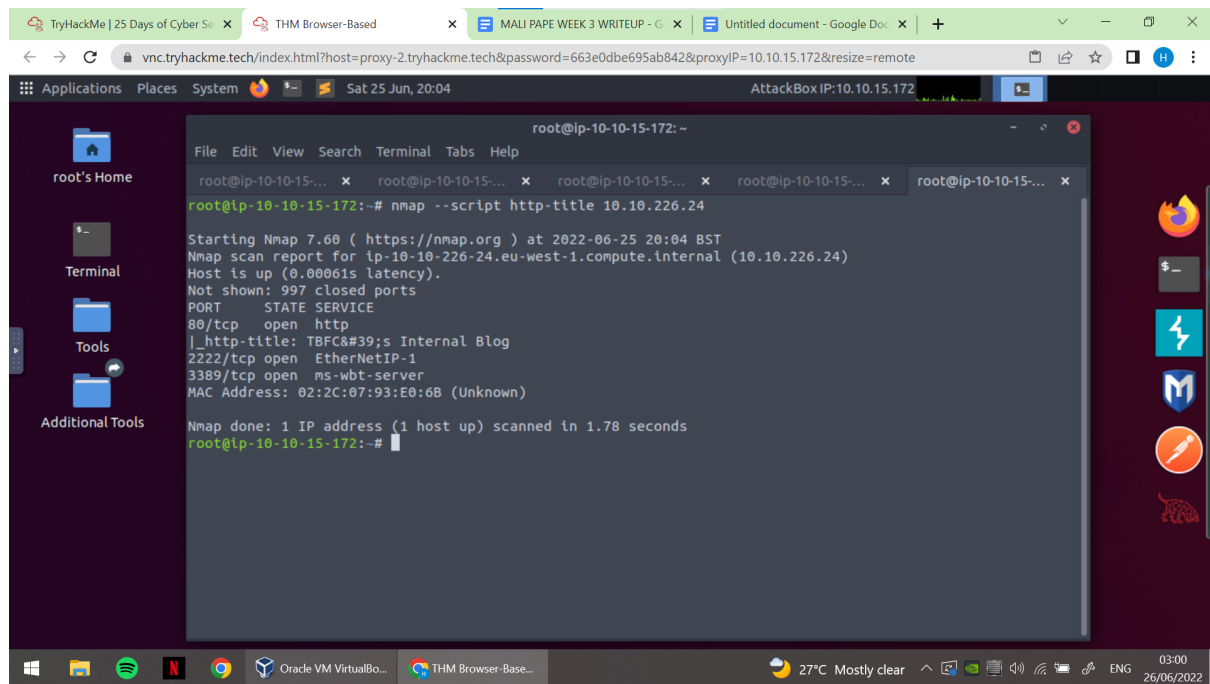 TryHackMe | 25 Days of Cyber Se
THM Browser-Based
MALI PAPE WEEK 3 WRITEUP - G
Untitled document - Google Doc
vnc.tryhackme.tech/index.html?host=proxy-2.tryhackme.tech&password=663e0dbe695ab842&proxyIP=10.10.15.172&resize=remote
H
Applications Places System Sat 25 Jun, 20:04 AttackBox IP:10.10.15.172
root@ip-10-10-15-172: ~
File Edit View Search Terminal Tabs Help
root@ip-10-10-15-... root@ip-10-10-15-... root@ip-10-10-15-... root@ip-10-10-15-... root@ip-10-10-15-...
root@ip-10-10-15-172:~# nmap --script http-title 10.10.226.24
Starting Nmap 7.60 ( https://nmap.org ) at 2022-06-25 20:04 BST
Nmap scan report for ip-10-10-226-24.eu-west-1.compute.internal (10.10.226.24)
Host is up (0.00061s latency).
Not shown: 997 closed ports
PORT     STATE SERVICE
80/tcp   open  http
|_http-title: TBFC&#39;s Internal Blog
2222/tcp open  EtherNetIP-1
3389/tcp open  ms-wbt-server
MAC Address: 02:2C:07:93:E0:6B (Unknown)
Nmap done: 1 IP address (1 host up) scanned in 1.78 seconds
root@ip-10-10-15-172:~#
root's Home
$_
Terminal
Tools
Additional Tools
$_
M
N
Oracle VM VirtualBo...
THM Browser-Base...
27°C Mostly clear
ENG
03:00
26/06/2022